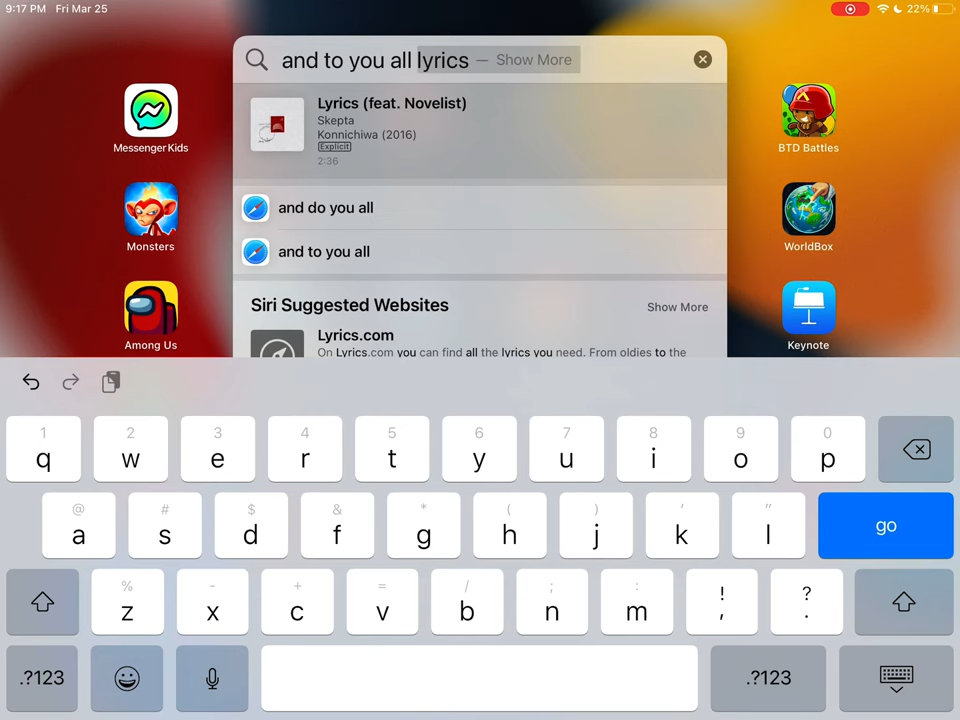 9:17 PM Fri Mar 25
22%
and to you all lyrics — Show More
Lyrics (feat. Novelist)
Skepta
Konnichiwa (2016)
Explicit
2:36
and do you all
and to you all
Siri Suggested Websites
Show More
Lyrics.com
On Lyrics.com you can find all the lyrics you need. From oldies to the
Messenger Kids
Monsters
Among Us
BTD Battles
WorldBox
Keynote
1 2 3 4 5 6 7 8 9 0
q w e r t y u i o p
@ # $ & * ( ) ' "
a s d f g h j k l go
% - + = / ; : ! ?
z x c v b n m , .
.?123 .?123